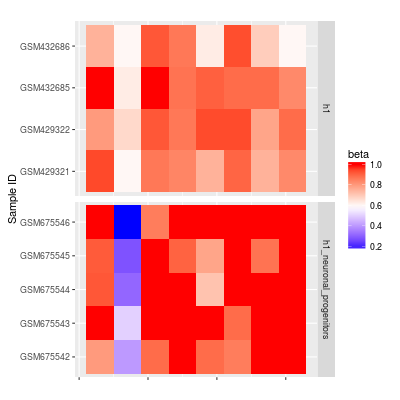 Sample ID
GSM432686
GSM432685
GSM429322
GSM429321
h1
GSM675546
GSM675545
GSM675544
GSM675543
GSM675542
h1_neuronal_progenitors
beta
1.0
0.8
0.6
0.4
0.2